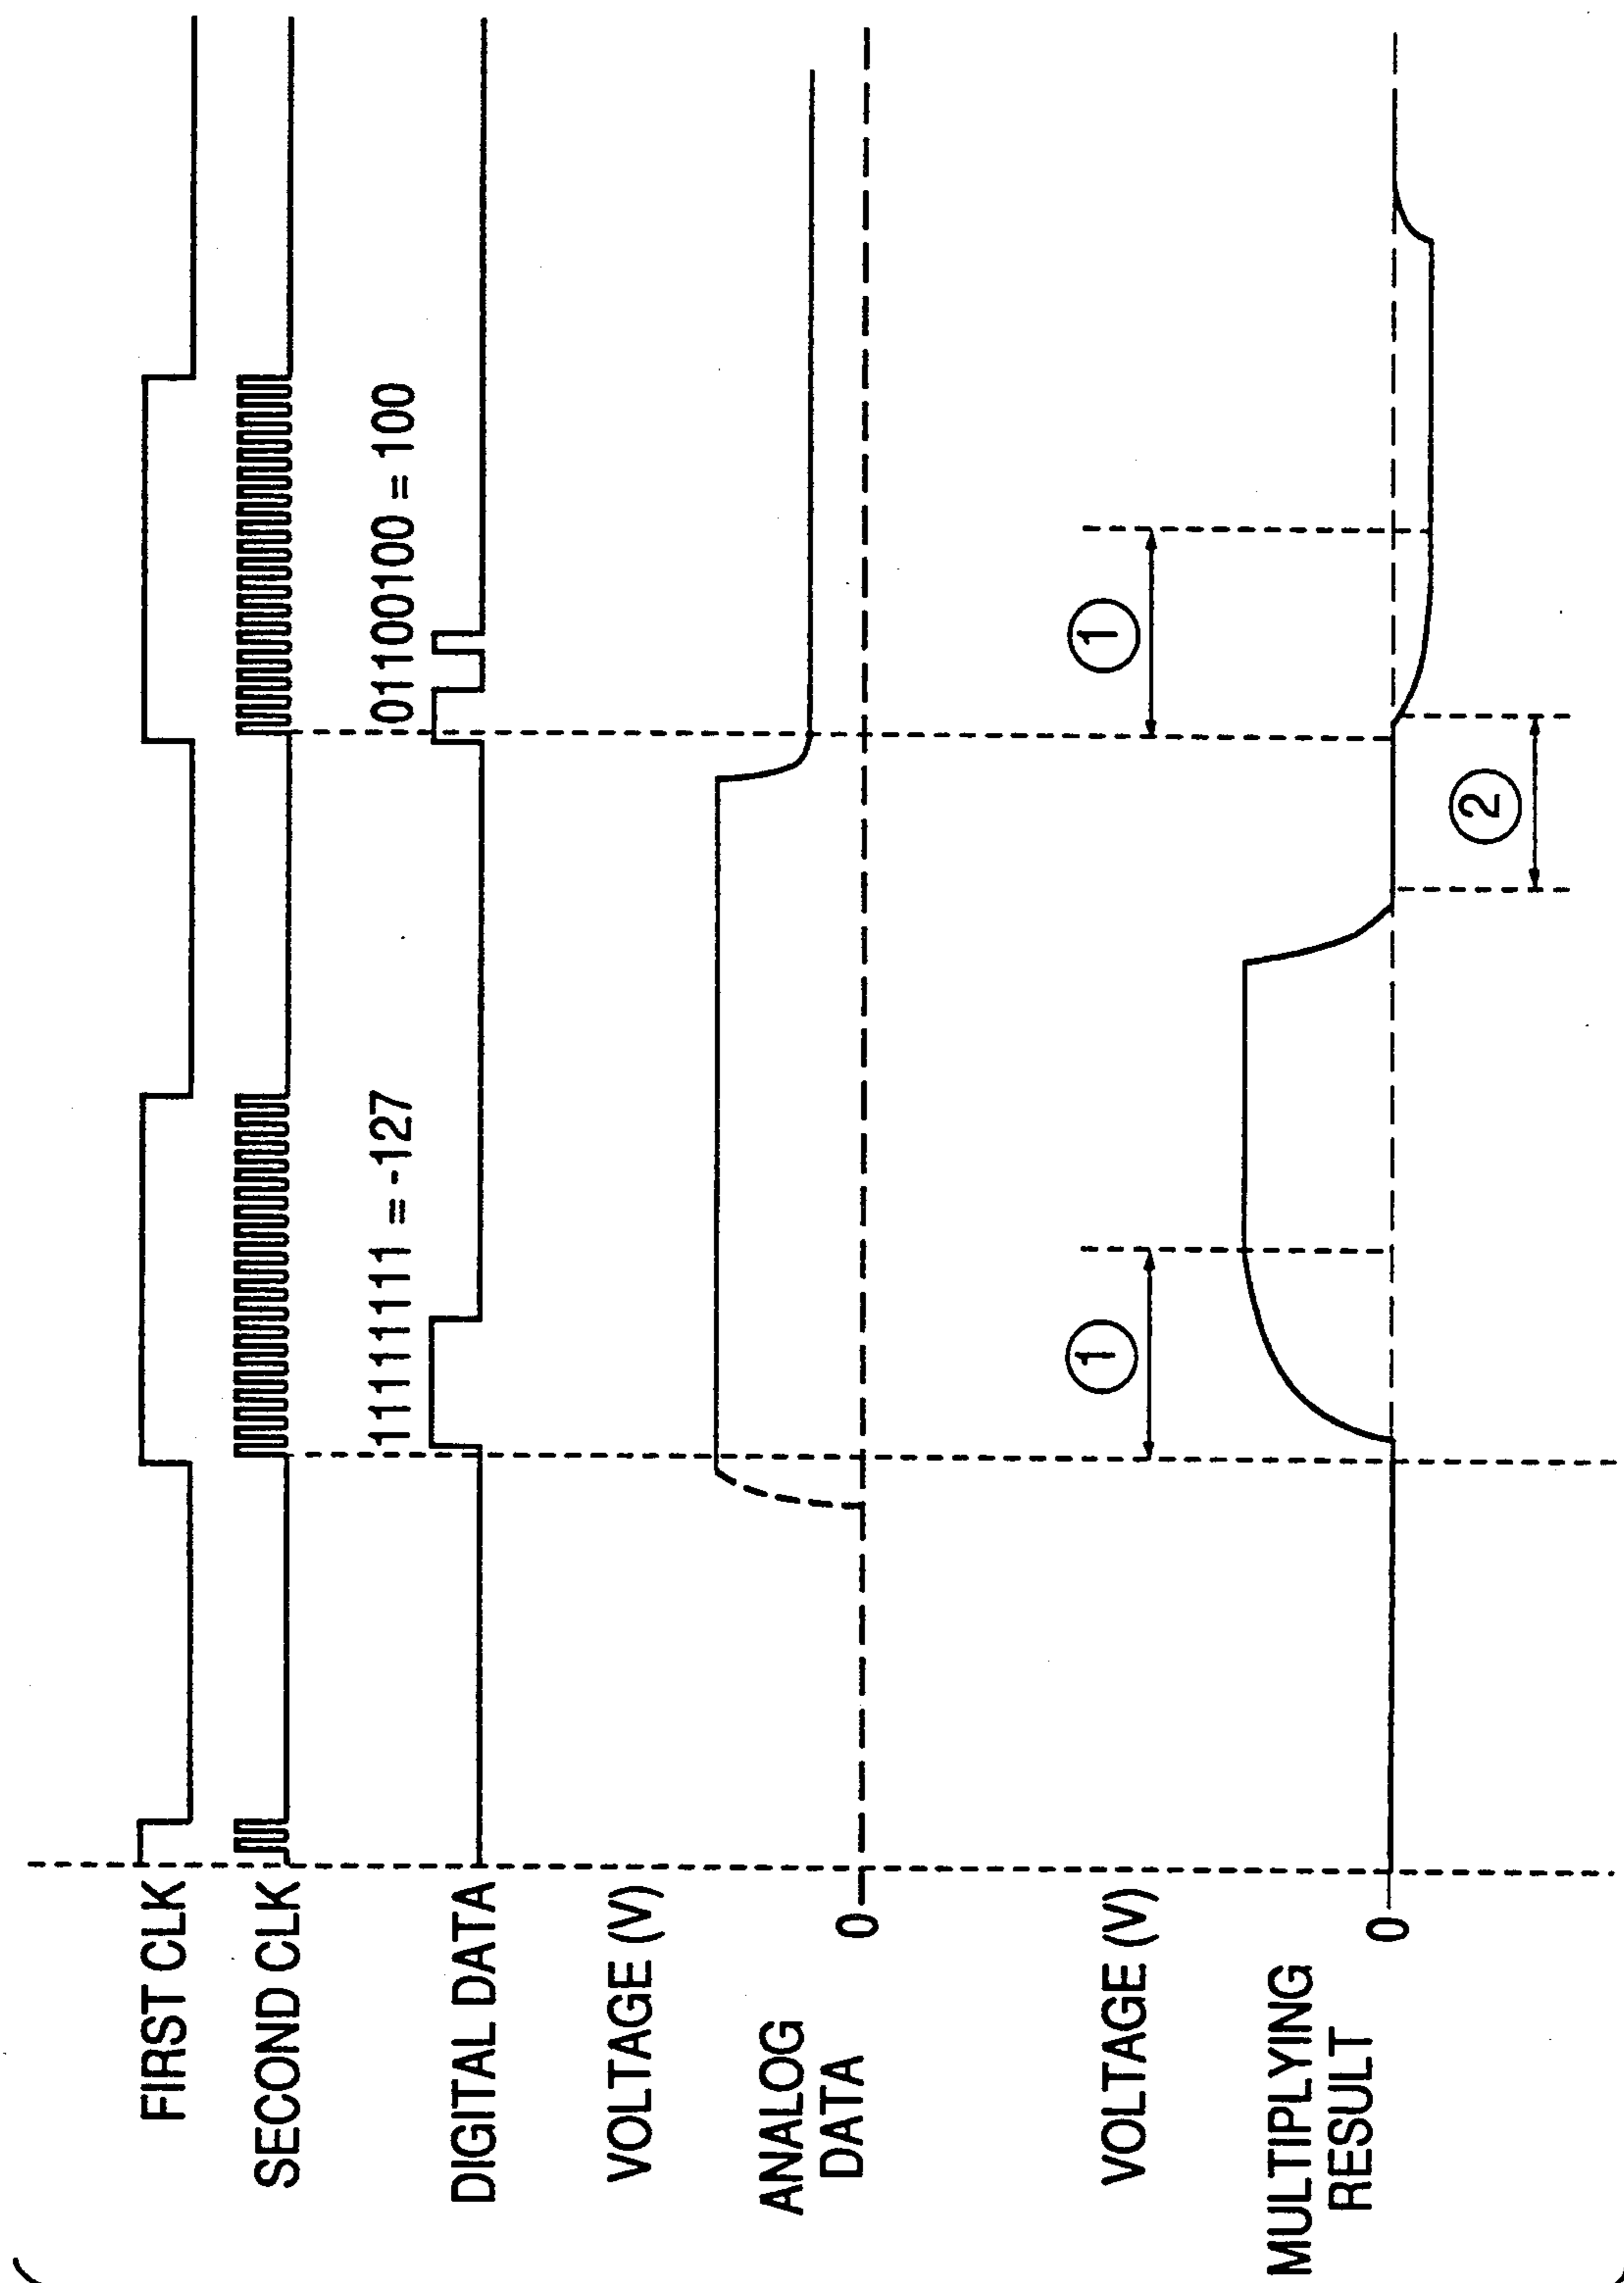 FIRST CLK
SECOND CLK
11111111 = -127
01100100 = 100
DIGITAL DATA
VOLTAGE (V)
ANALOG
DATA
0
VOLTAGE (V)
1
1
MULTIPLYING
RESULT
0
2